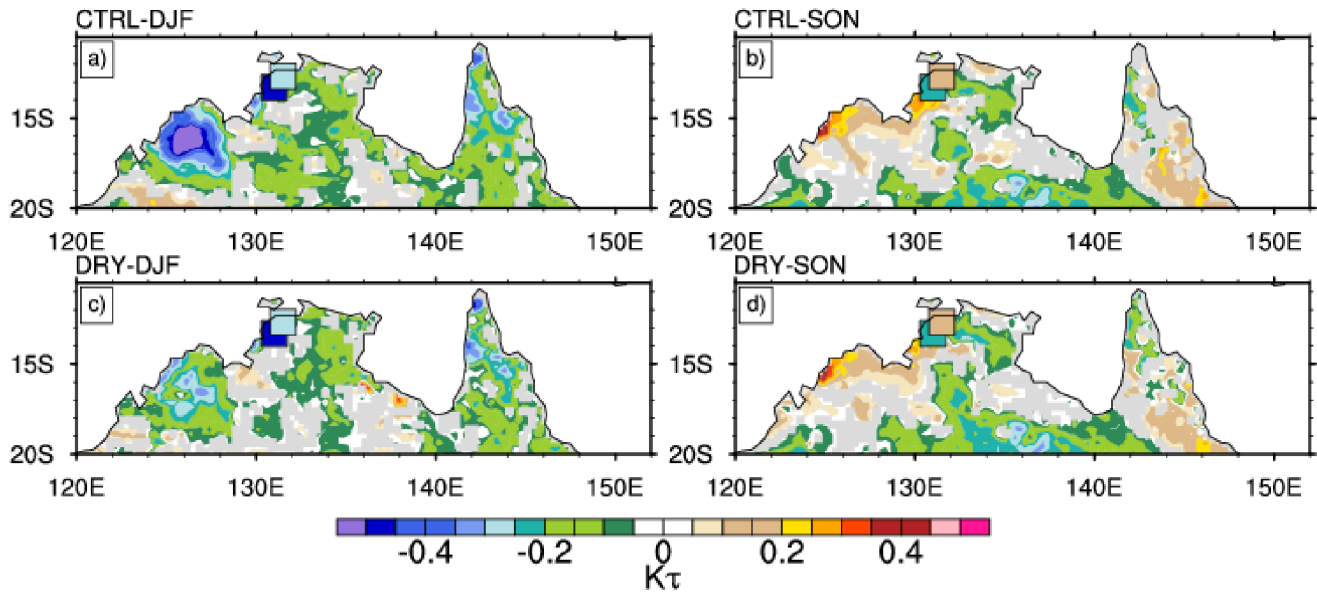 CTRL-DJF
CTRL-SON
a)
b)
15S
15S
20S
20S
120E 130E 140E 150E
120E 130E 140E 150E
DRY-DJF
DRY-SON
c)
d)
15S
15S
20S
20S
120E 130E 140E 150E
120E 130E 140E 150E
-0.4 -0.2 0 0.2 0.4
Kτ